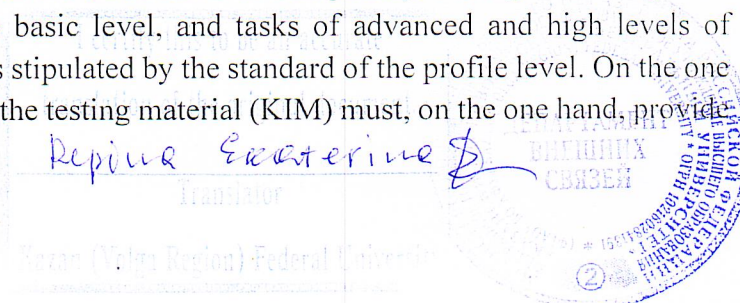 basic level, and tasks of advanced and high levels of
stipulated by the standard of the profile level. On the one
the testing material (KIM) must, on the one hand, provide
Repina Ekaterina
Translator
Kazan (Volga Region) Federal
ДЕПАРТАМЕНТ
ВНЕШНИХ
СВЯЗЕЙ
2